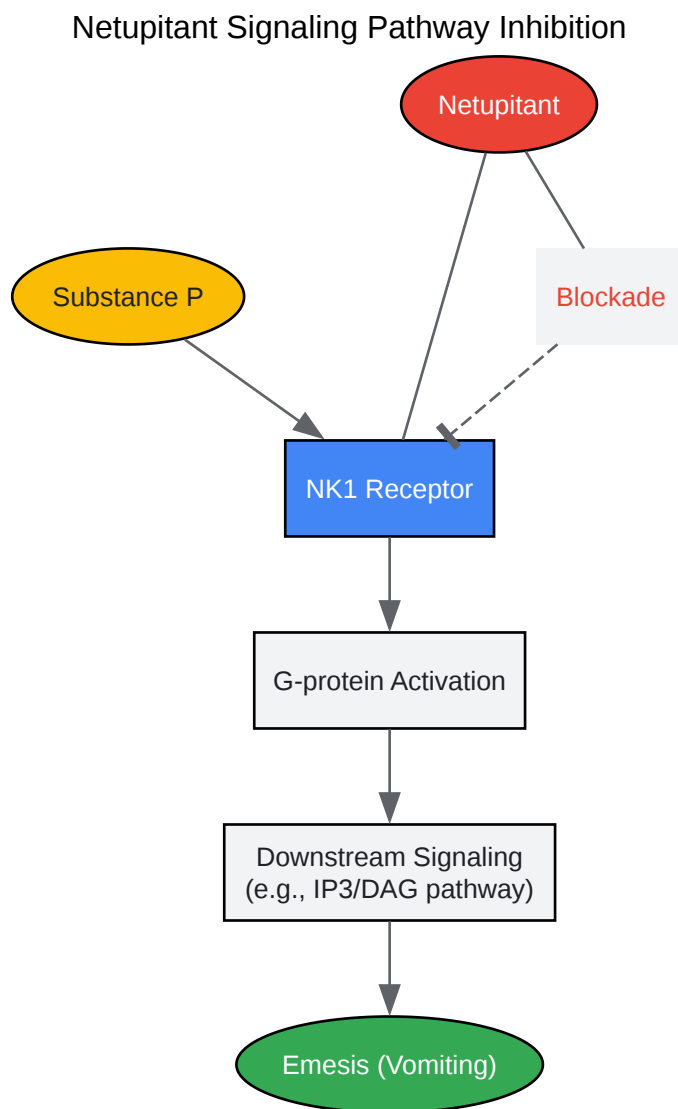 Netupitant Signaling Pathway Inhibition
Netupitant
Substance P
Blockade
NK1 Receptor
G-protein Activation
Downstream Signaling
(e.g., IP3/DAG pathway)
Emesis (Vomiting)